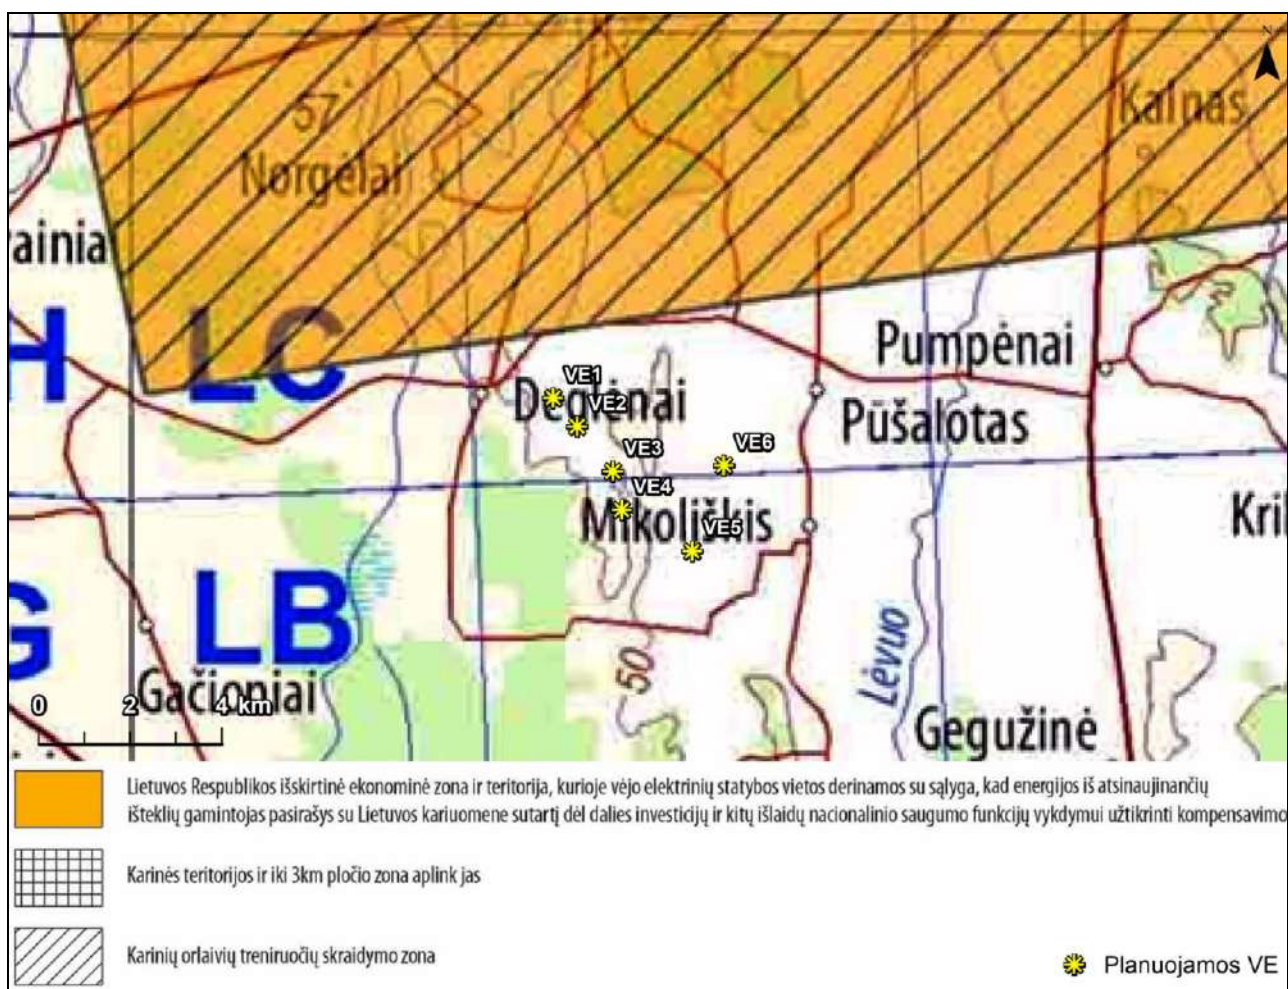 N
57
Kalnas
Norgėlai
ainiai
H
LC
Pumpėnai
Deglėnai
VE1
VE2
Pūšalotas
VE3
VE6
VE4
Mikoliškis
VE5
Kri
G
LB
Lėvuo
50
Gačioniai
0 2 4 km
Gegužinė
Lietuvos Respublikos išskirtinė ekonominė zona ir teritorija, kurioje vėjo elektrinių statybos vietos derinamos su sąlyga, kad energijos iš atsinaujinančių
išteklių gamintojas pasirašys su Lietuvos kariuomene sutartį dėl dalies investicijų ir kitų išlaidų nacionalinio saugumo funkcijų vykdymui užtikrinti kompensavimo
Karinės teritorijos ir iki 3km pločio zona aplink jas
Karinių orlaivių treniruočių skraidymo zona
Planuojamos VE